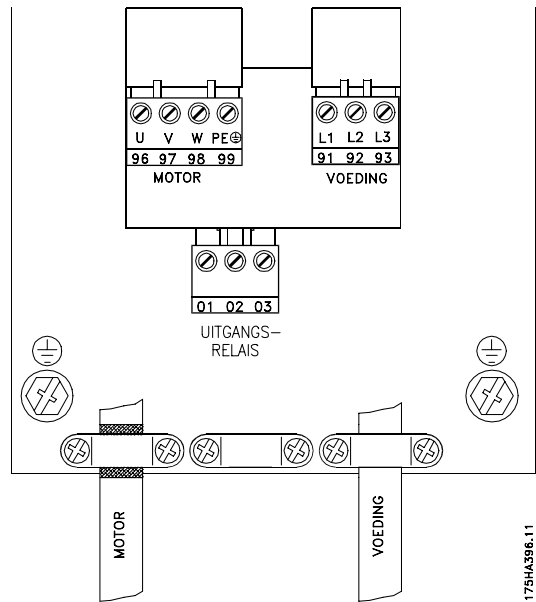 U V W PE
96 97 98 99
MOTOR
L1 L2 L3
91 92 93
VOEDING
01 02 03
UITGANGS–
RELAIS
MOTOR
VOEDING
175HA396.11